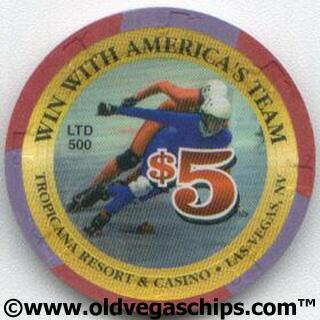 WIN WITH AMERICA'S TEAM
LTD
500
$5
TROPICANA RESORT & CASINO • LAS VEGAS, NV
©www.oldvegaschips.com™